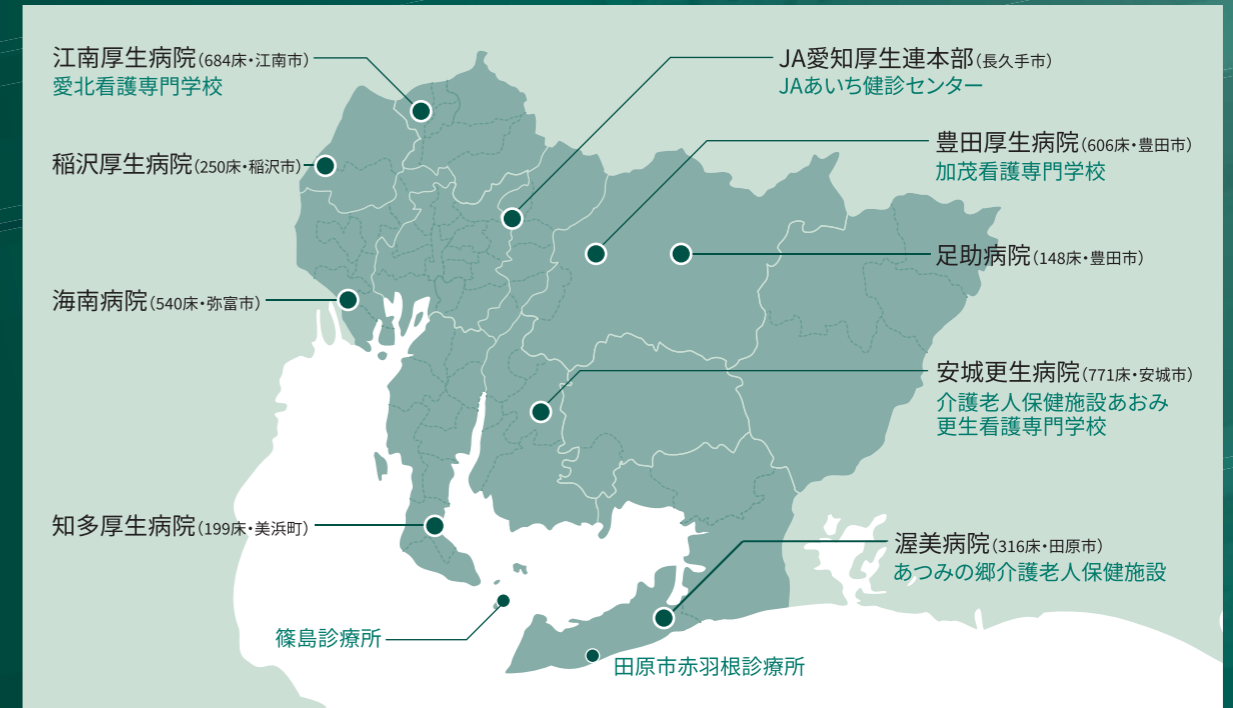 江南厚生病院(684床・江南市)
愛北看護専門学校
稲沢厚生病院(250床・稲沢市)
海南病院(540床・弥富市)
知多厚生病院(199床・美浜町)
篠島診療所
JA愛知厚生連本部(長久手市)
JAあいち健診センター
豊田厚生病院(606床・豊田市)
加茂看護専門学校
足助病院(148床・豊田市)
安城更生病院(771床・安城市)
介護老人保健施設あおみ
更生看護専門学校
渥美病院(316床・田原市)
あつみの郷介護老人保健施設
田原市赤羽根診療所